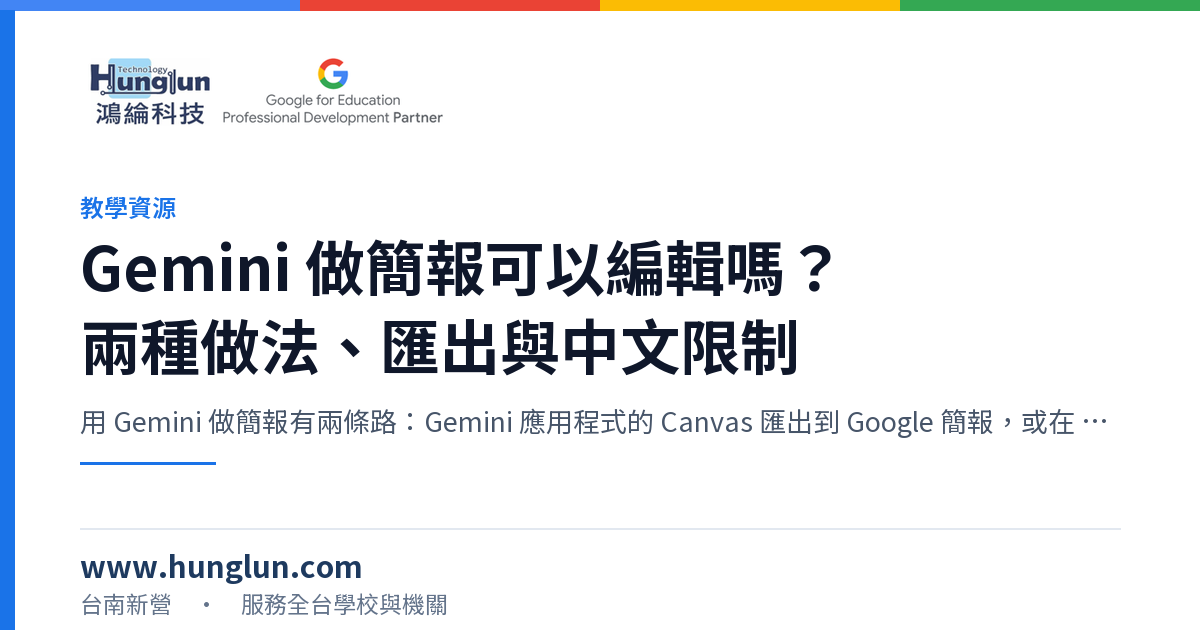 Technology
Hunglun
鴻綸科技
Google for Education
Professional Development Partner
教學資源
Gemini 做簡報可以編輯嗎？
兩種做法、匯出與中文限制
用 Gemini 做簡報有兩條路：Gemini 應用程式的 Canvas 匯出到 Google 簡報，或在 …
www.hunglun.com
台南新營　・　服務全台學校與機關